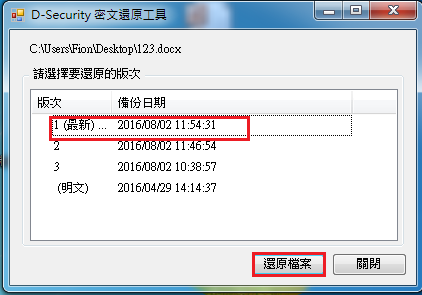 D-Security 密文還原工具
C:\Users\Fion\Desktop\123.docx
請選擇要還原的版次
版次 備份日期
1 (最新) ... 2016/08/02 11:54:31
2 2016/08/02 11:46:54
3 2016/08/02 10:38:57
(明文) 2016/04/29 14:14:37
還原檔案 關閉